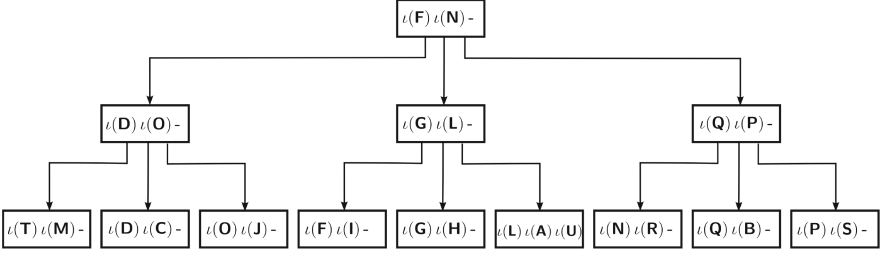 ι(F) ι(N) -
ι(D) ι(O) - ι(G) ι(L) - ι(Q) ι(P) -
ι(T) ι(M) - ι(D) ι(C) - ι(O) ι(J) - ι(F) ι(I) - ι(G) ι(H) - ι(L) ι(A) ι(U) ι(N) ι(R) - ι(Q) ι(B) - ι(P) ι(S) -